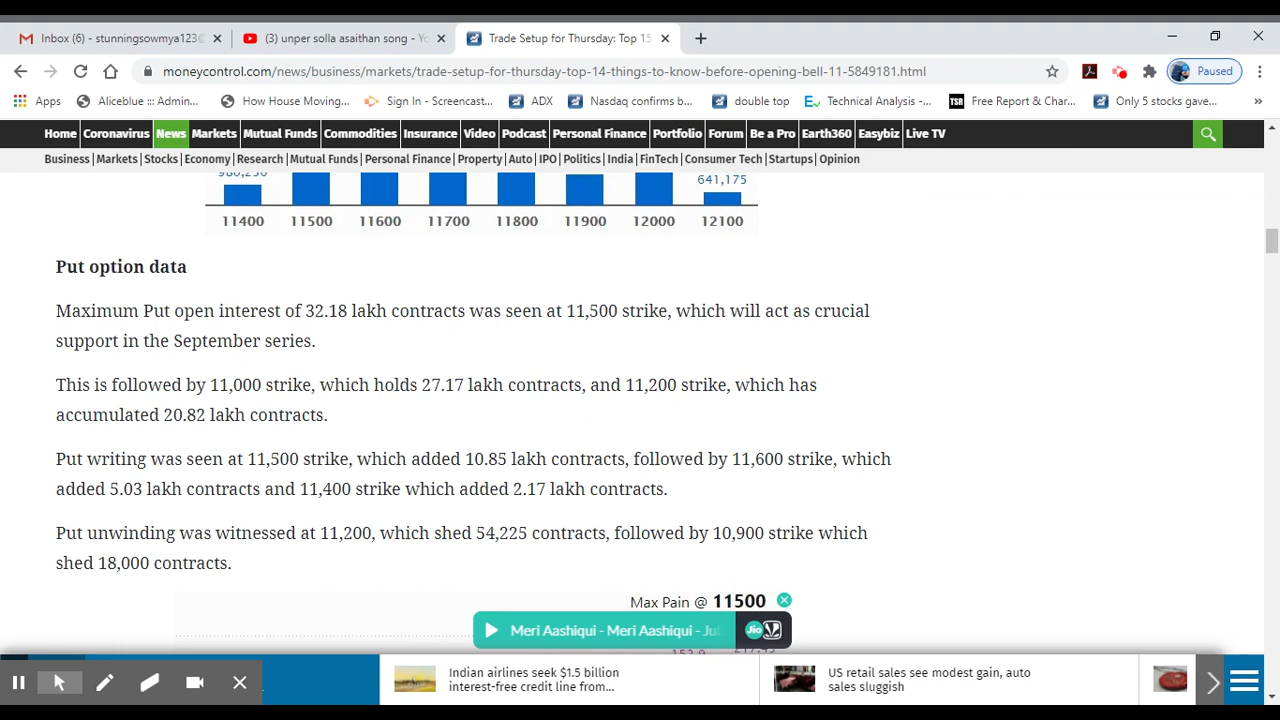 Inbox (6) - stunningsowmya123@
(3) unper solla asaithan song - Yo
Trade Setup for Thursday: Top 15
moneycontrol.com/news/business/markets/trade-setup-for-thursday-top-14-things-to-know-before-opening-bell-11-5849181.html
Paused
Apps
Aliceblue ::: Admin...
How House Moving...
Sign In - Screencast...
ADX
Nasdaq confirms b...
double top
Technical Analysis -...
TSR
Free Report & Char...
Only 5 stocks gave...
»
Home Coronavirus News Markets Mutual Funds Commodities Insurance Video Podcast Personal Finance Portfolio Forum Be a Pro Earth360 Easybiz Live TV
Business | Markets | Stocks | Economy | Research | Mutual Funds | Personal Finance | Property | Auto | IPO | Politics | India | FinTech | Consumer Tech | Startups | Opinion
980,250
641,175
11400 11500 11600 11700 11800 11900 12000 12100
Put option data
Maximum Put open interest of 32.18 lakh contracts was seen at 11,500 strike, which will act as crucial
support in the September series.
This is followed by 11,000 strike, which holds 27.17 lakh contracts, and 11,200 strike, which has
accumulated 20.82 lakh contracts.
Put writing was seen at 11,500 strike, which added 10.85 lakh contracts, followed by 11,600 strike, which
added 5.03 lakh contracts and 11,400 strike which added 2.17 lakh contracts.
Put unwinding was witnessed at 11,200, which shed 54,225 contracts, followed by 10,900 strike which
shed 18,000 contracts.
Max Pain @ 11500
Meri Aashiqui - Meri Aashiqui - Jub
Jio
Indian airlines seek $1.5 billion
interest-free credit line from...
US retail sales see modest gain, auto
sales sluggish